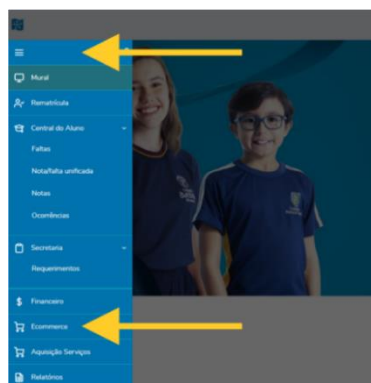 Mural
Rematrícula
Central do Aluno
Faltas
Nota/falta unificada
Notas
Ocorrências
Secretaria
Requerimentos
Financeiro
Ecommerce
Aquisição Serviços
Relatórios